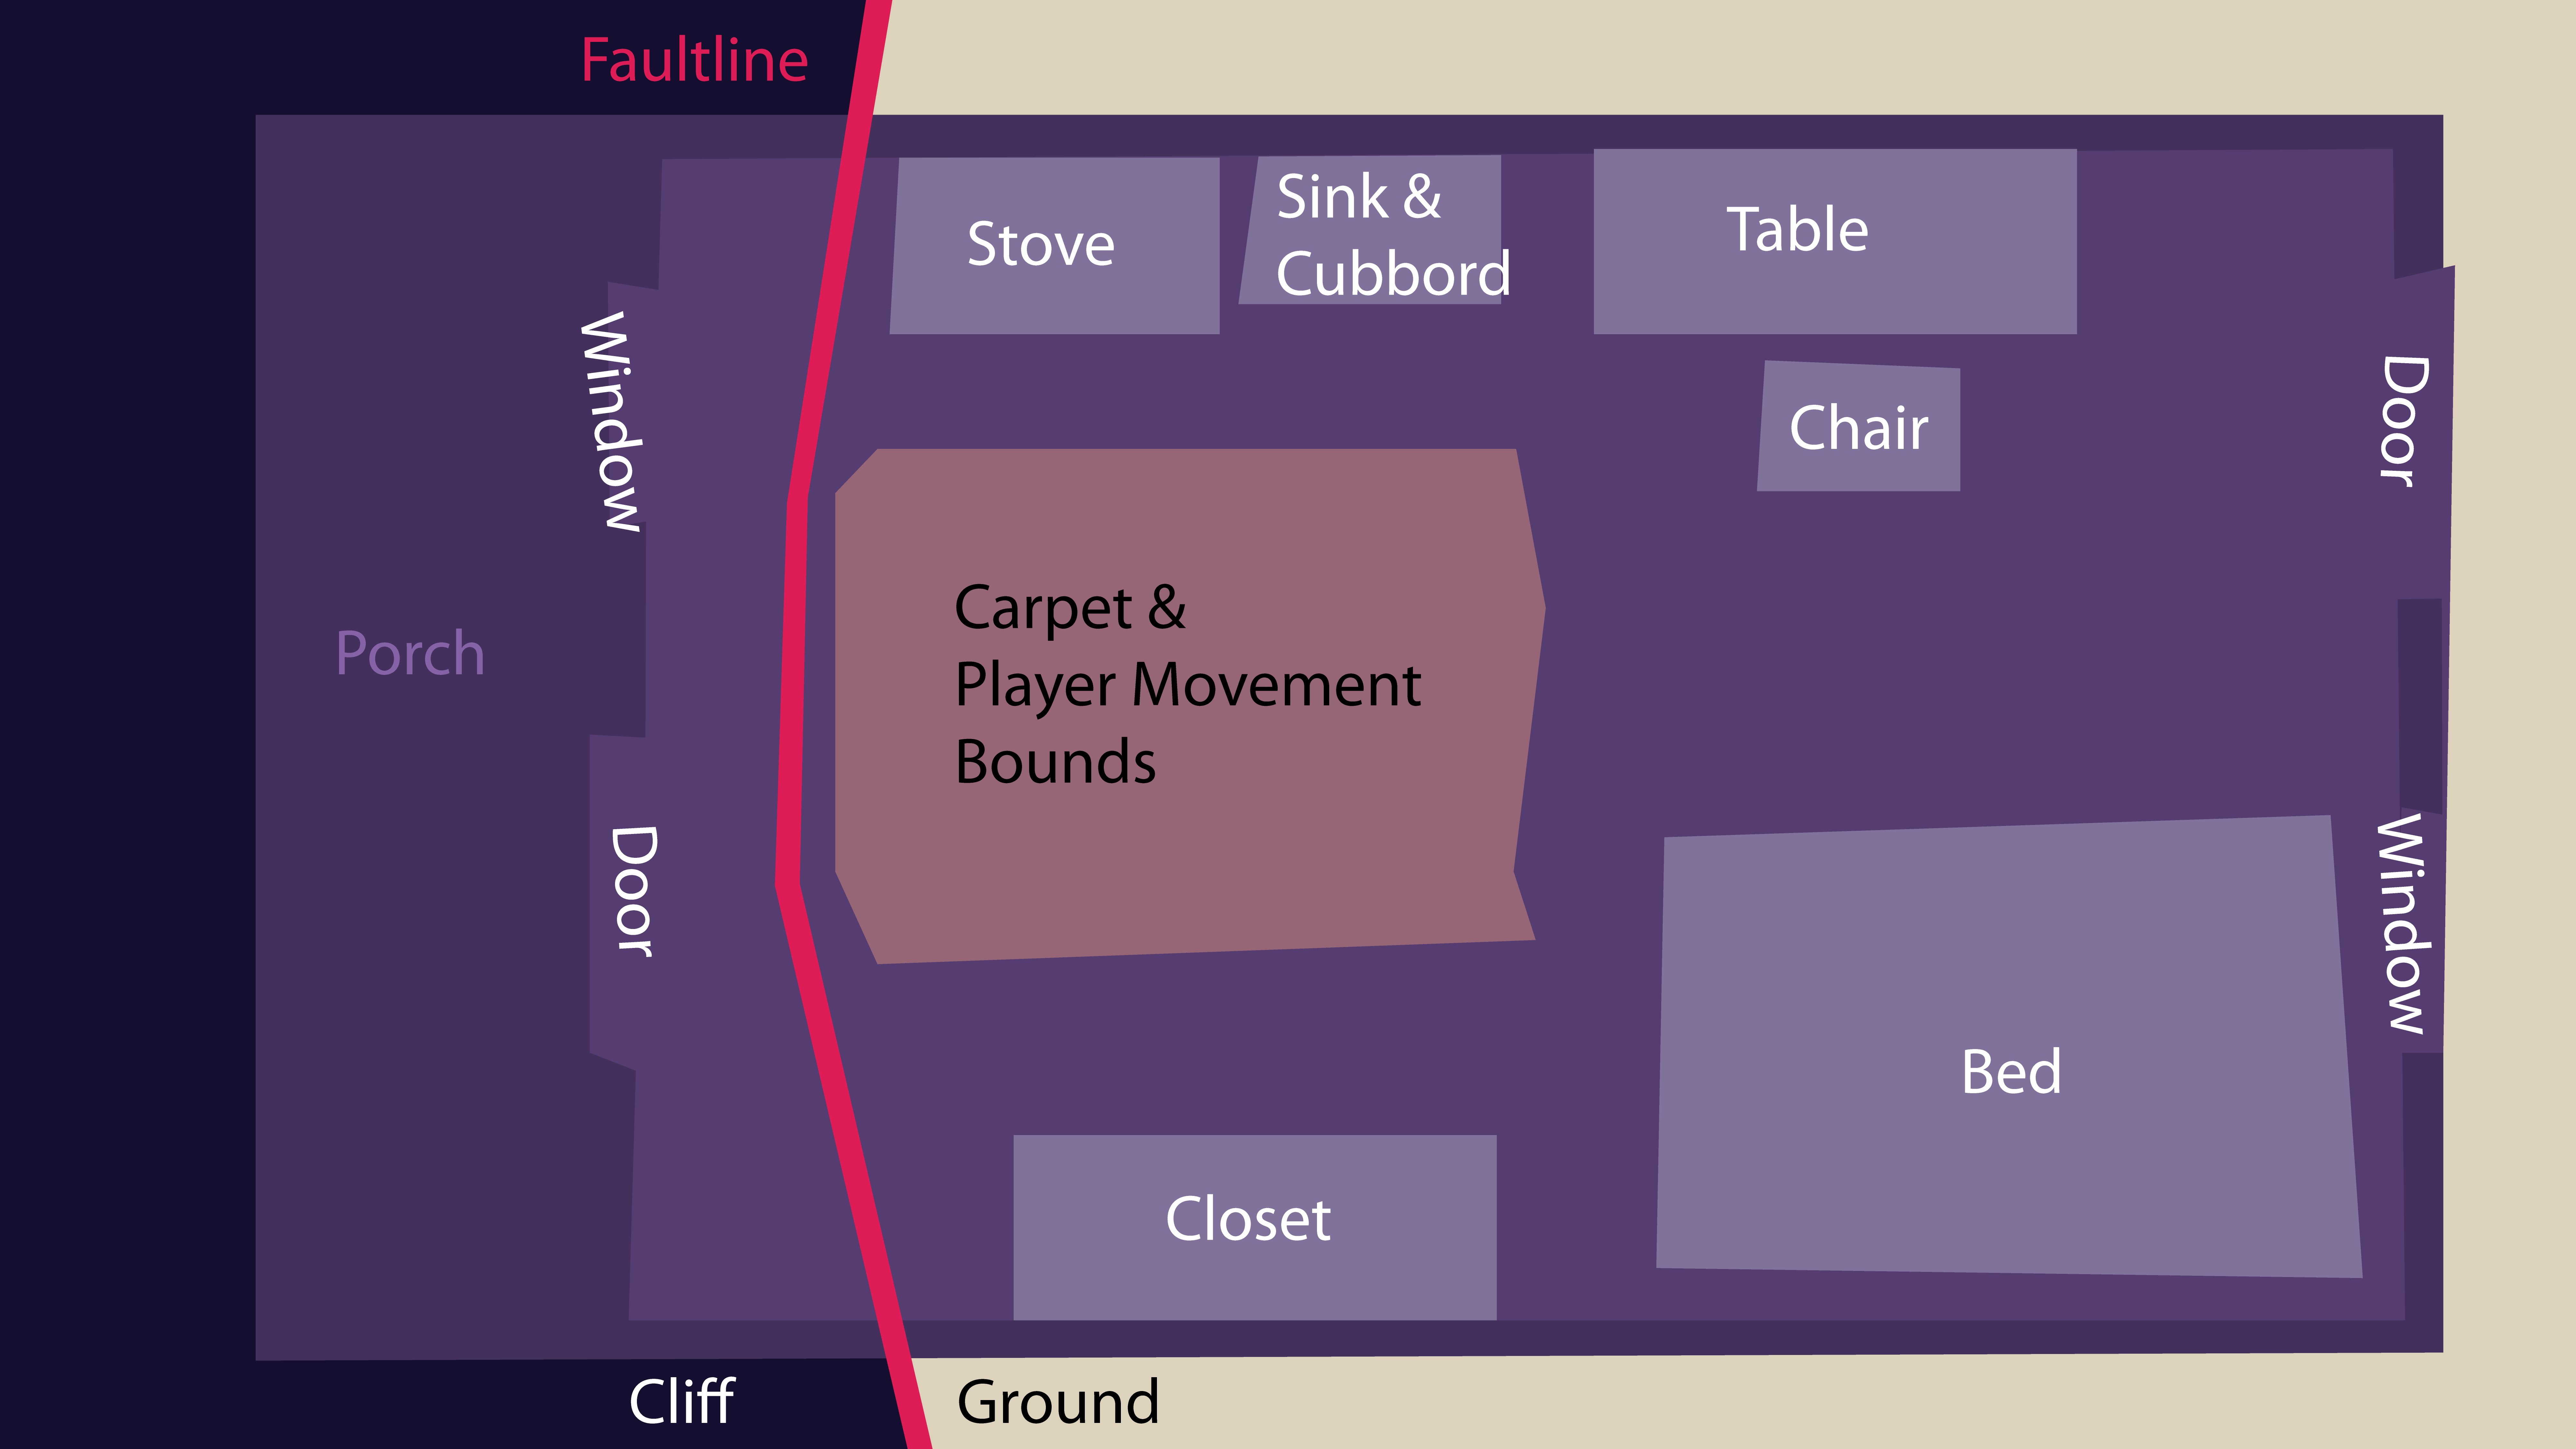 Faultline
Stove
Sink &
Cubbord
Table
Window
Chair
Door
Carpet &
Player Movement
Bounds
Porch
Door
Window
Bed
Closet
Cliff
Ground